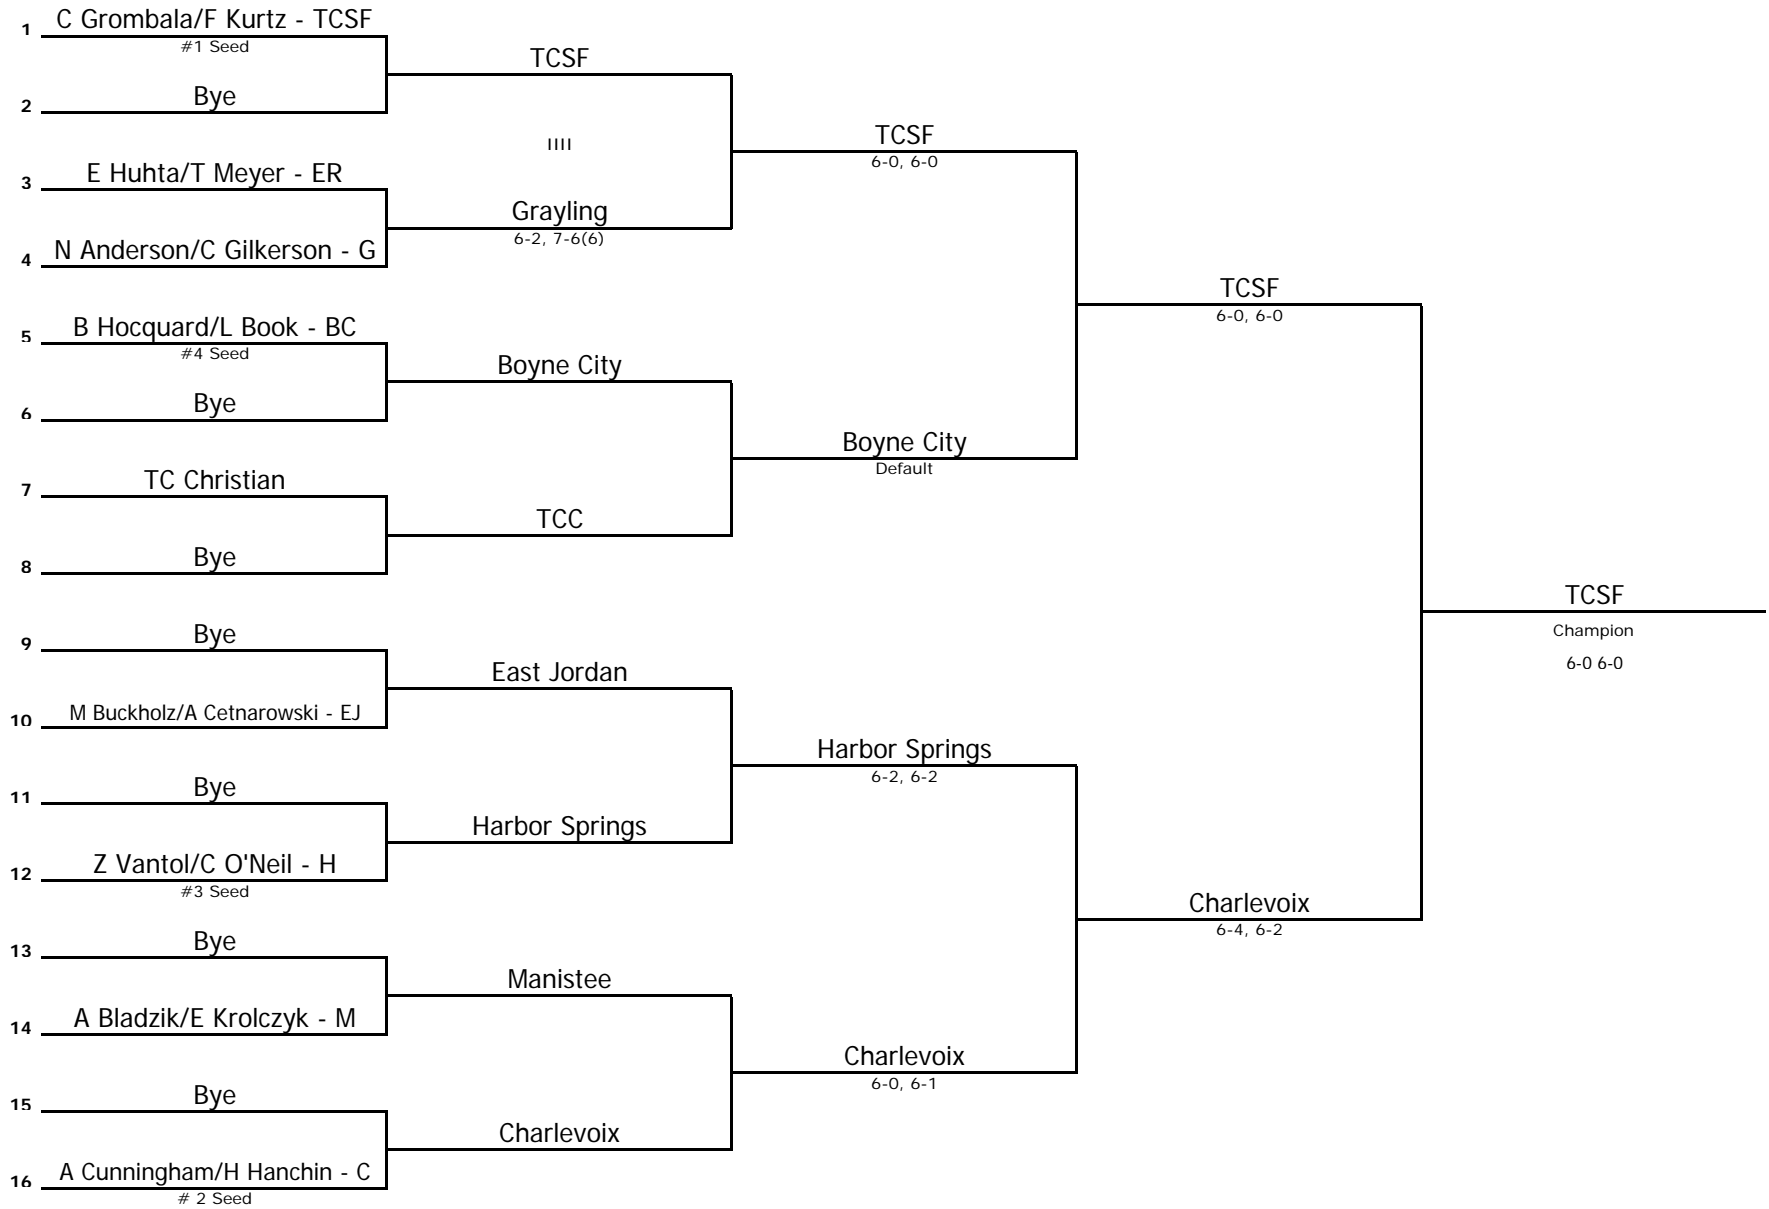 1 C Grombala/F Kurtz - TCSF
#1 Seed
TCSF
2 Bye
IIII
TCSF
6-0, 6-0
3 E Huhta/T Meyer - ER
Grayling
6-2, 7-6(6)
4 N Anderson/C Gilkerson - G
TCSF
6-0, 6-0
5 B Hocquard/L Book - BC
#4 Seed
Boyne City
6 Bye
Boyne City
Default
7 TC Christian
TCC
8 Bye
TCSF
Champion
6-0 6-0
9 Bye
East Jordan
10 M Buckholz/A Cetnarowski - EJ
Harbor Springs
6-2, 6-2
11 Bye
Harbor Springs
12 Z Vantol/C O'Neil - H
#3 Seed
Charlevoix
6-4, 6-2
13 Bye
Manistee
14 A Bladzik/E Krolczyk - M
Charlevoix
6-0, 6-1
15 Bye
Charlevoix
16 A Cunningham/H Hanchin - C
# 2 Seed